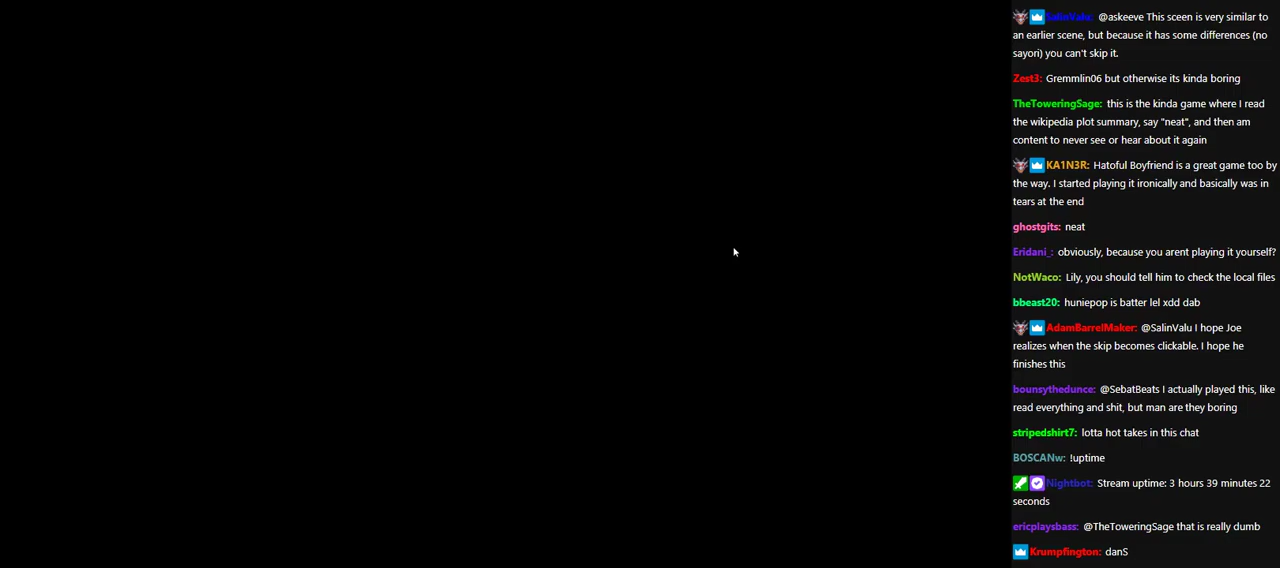 SalinValu: @askeeve This sceen is very similar to
an earlier scene, but because it has some differences (no
sayori) you can't skip it.
Zest3: Gremmlin06 but otherwise its kinda boring
TheToweringSage: this is the kinda game where I read
the wikipedia plot summary, say "neat", and then am
content to never see or hear about it again
KA1N3R: Hatoful Boyfriend is a great game too by
the way. I started playing it ironically and basically was in
tears at the end
ghostgits: neat
Eridani_: obviously, because you arent playing it yourself?
NotWaco: Lily, you should tell him to check the local files
bbeast20: huniepop is batter lel xdd dab
AdamBarrelMaker: @SalinValu I hope Joe
realizes when the skip becomes clickable. I hope he
finishes this
bounsythedunce: @SebatBeats I actually played this, like
read everything and shit, but man are they boring
stripedshirt7: lotta hot takes in this chat
BOSCANw: !uptime
Nightbot: Stream uptime: 3 hours 39 minutes 22
seconds
ericplaysbass: @TheToweringSage that is really dumb
Krumpfington: danS